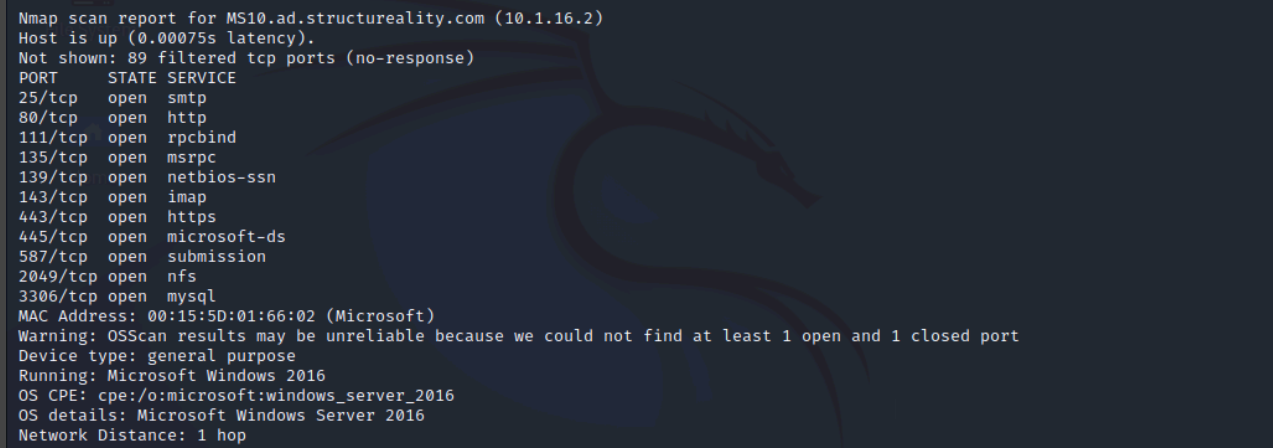 Nmap scan report for MS10.ad.structureality.com (10.1.16.2)
Host is up (0.00075s latency).
Not shown: 89 filtered tcp ports (no-response)
PORT     STATE SERVICE
25/tcp   open  smtp
80/tcp   open  http
111/tcp  open  rpcbind
135/tcp  open  msrpc
139/tcp  open  netbios-ssn
143/tcp  open  imap
443/tcp  open  https
445/tcp  open  microsoft-ds
587/tcp  open  submission
2049/tcp open  nfs
3306/tcp open  mysql
MAC Address: 00:15:5D:01:66:02 (Microsoft)
Warning: OSScan results may be unreliable because we could not find at least 1 open and 1 closed port
Device type: general purpose
Running: Microsoft Windows 2016
OS CPE: cpe:/o:microsoft:windows_server_2016
OS details: Microsoft Windows Server 2016
Network Distance: 1 hop